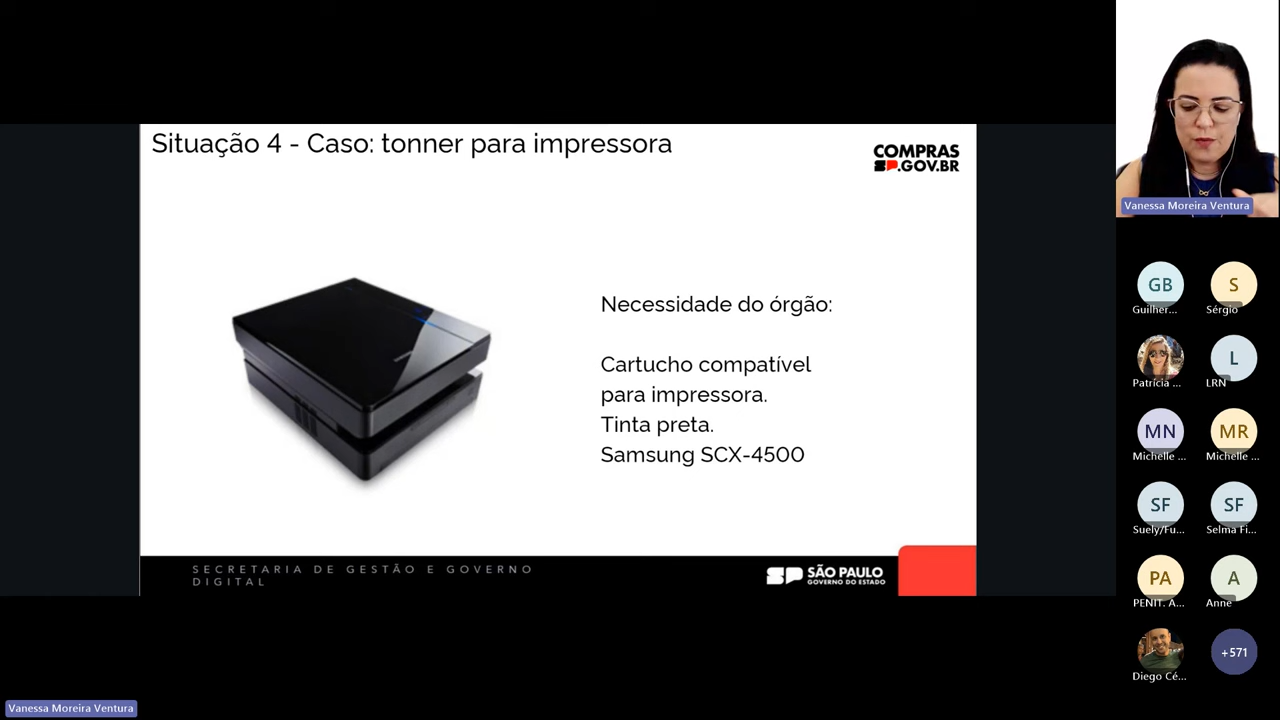 Situação 4 - Caso: tonner para impressora
COMPRAS
SP.GOV.BR
Necessidade do órgão:
Cartucho compatível
para impressora.
Tinta preta.
Samsung SCX-4500
SECRETARIA DE GESTÃO E GOVERNO
DIGITAL
SP SÃO PAULO
GOVERNO DO ESTADO
Vanessa Moreira Ventura
GB
Guilher...
S
Sérgio
Patrícia ...
L
LRN
MN
Michelle ...
MR
Michelle ...
SF
Suely/Fu...
SF
Selma Fi...
PA
PENIT. A...
A
Anne
Diego Cé...
+571
Vanessa Moreira Ventura